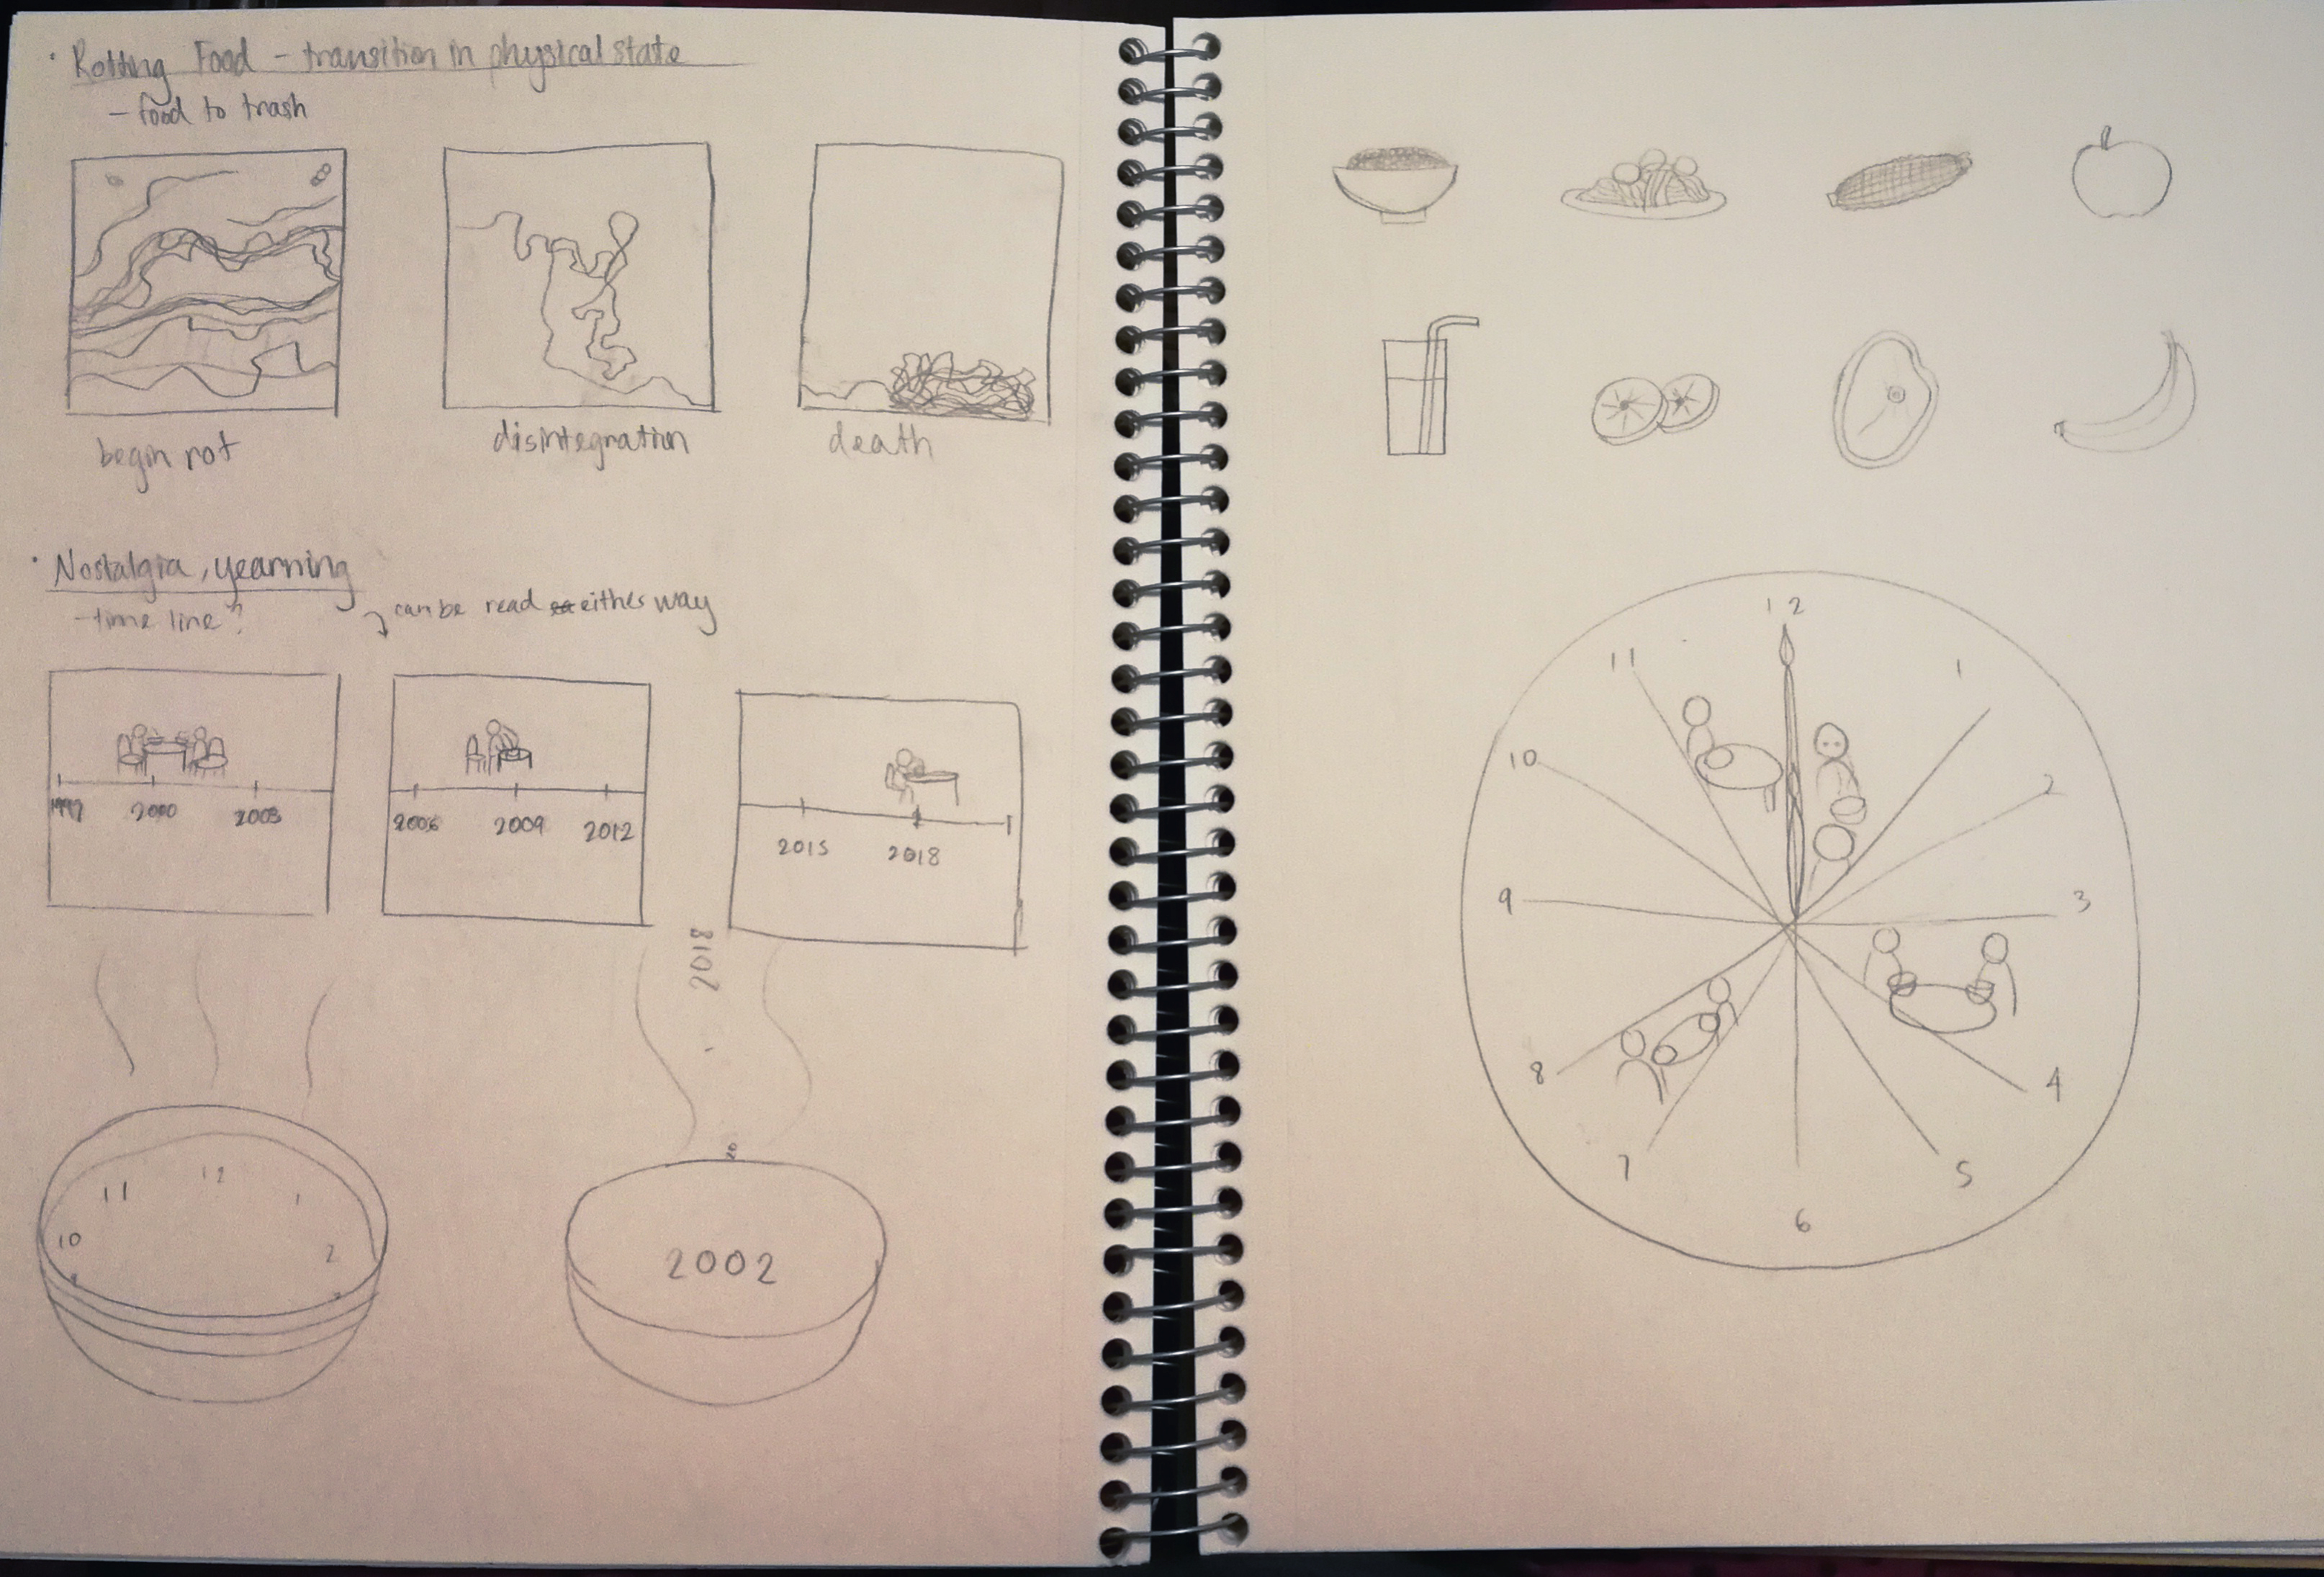 · Rotting Food - transition in physical state
- food to trash
begin rot
disintegration
death
· Nostalgia, yearning
- time line?
can be read either way
1997 2000 2003
2006 2009 2012
2015 2018
2018
11 12 1
10 2
2002
12
11 1
10 2
9 3
8 4
7 5
6